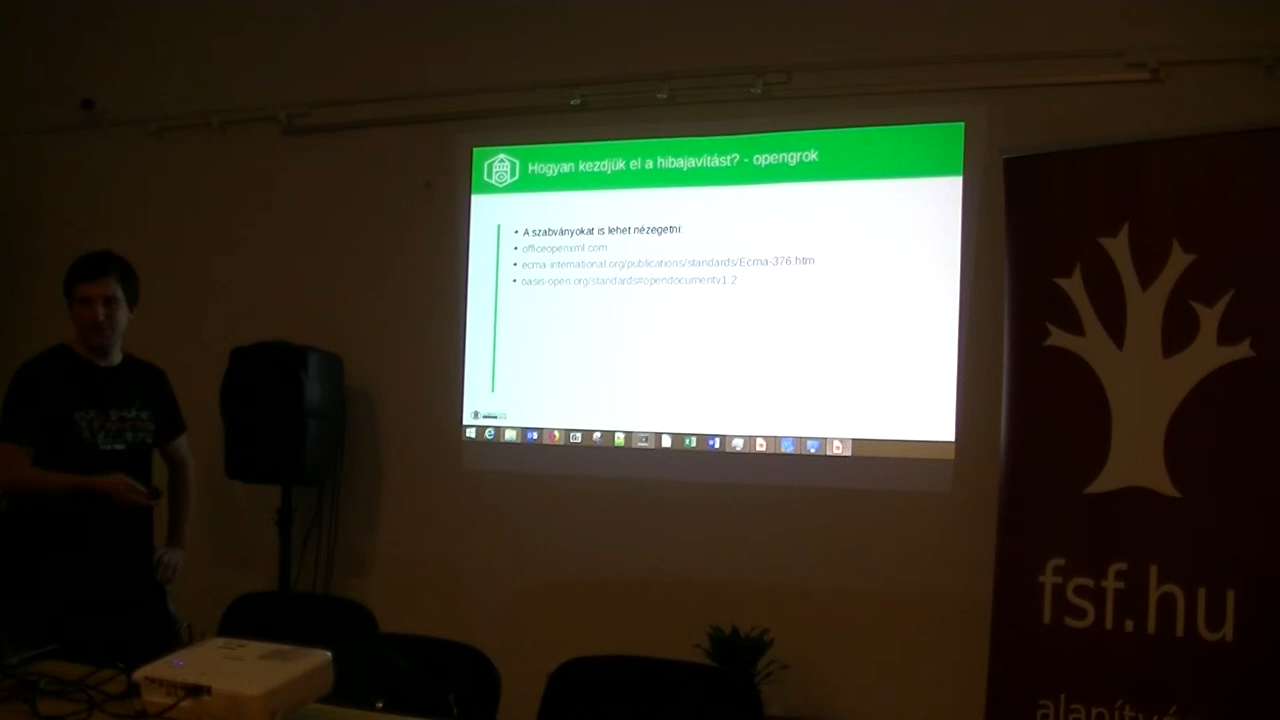 Hogyan kezdjük el a hibajavítást? - opengrok
• A szabványokat is lehet nézegetni:
• officeopenxml.com
• ecma-international.org/publications/standards/Ecma-376.htm
• oasis-open.org/standards#opendocumentv1.2
fsf.hu